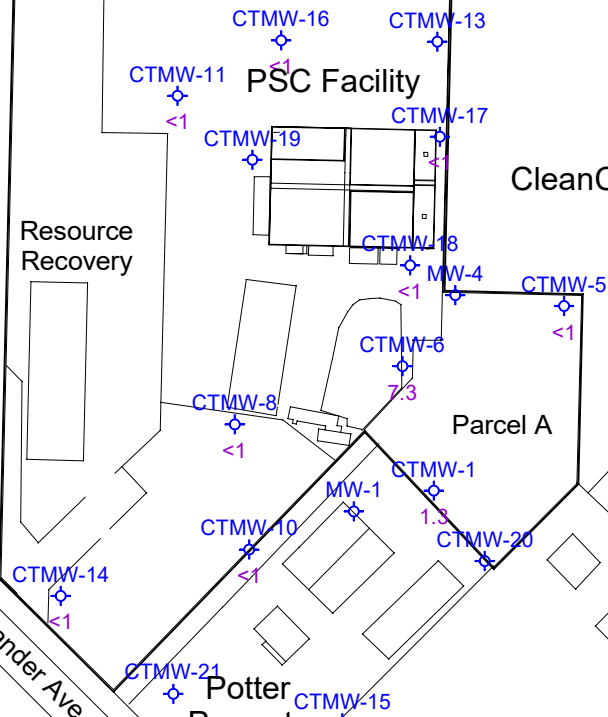 CTMW-16
CTMW-13
<1
PSC Facility
CTMW-11
<1
CTMW-17
<1
CTMW-19
CleanC
Resource
Recovery
CTMW-18
<1
MW-4
CTMW-5
<1
CTMW-6
7.3
CTMW-8
<1
Parcel A
CTMW-1
1.3
MW-1
CTMW-10
<1
CTMW-20
CTMW-14
<1
ander Ave
CTMW-21
Potter
CTMW-15